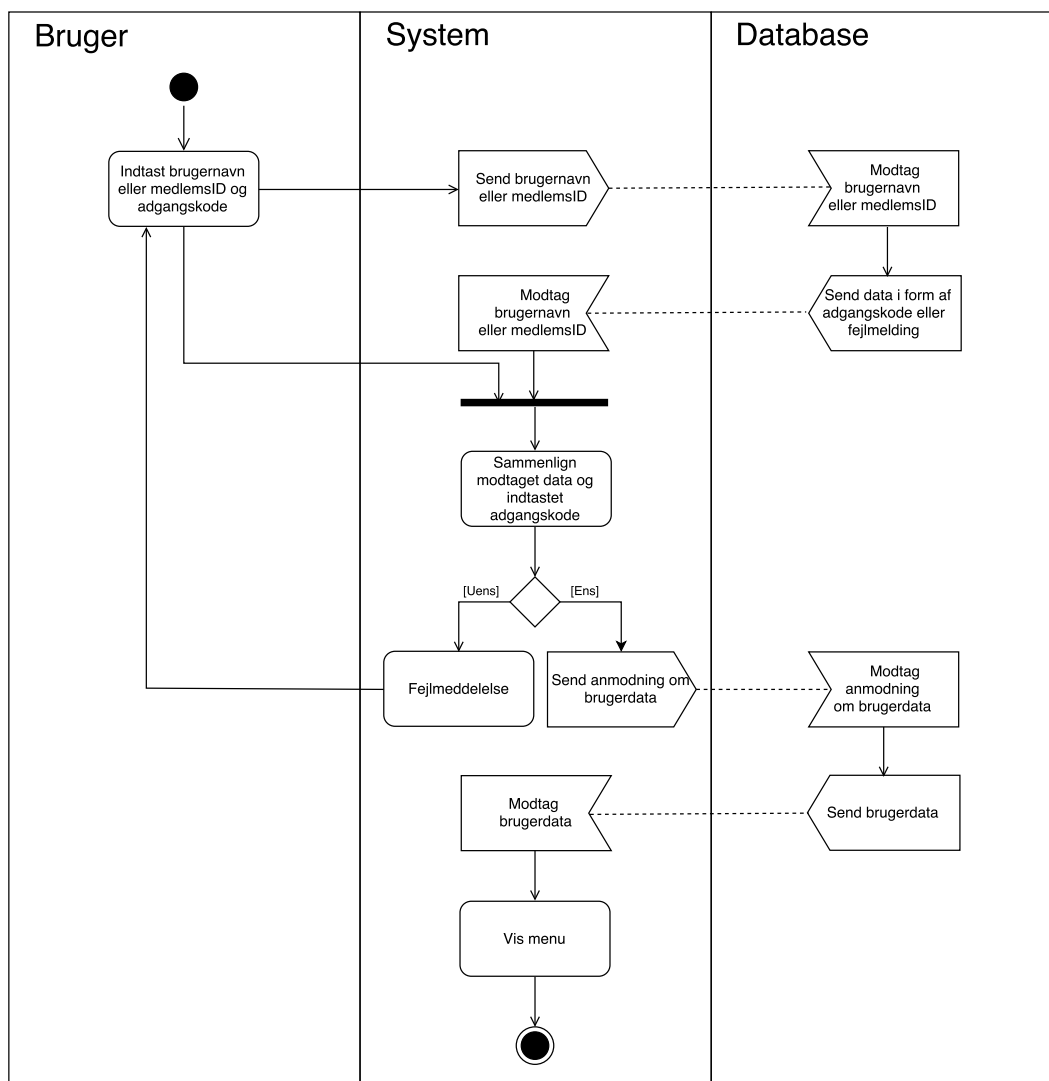 Bruger
System
Database
Indtast brugernavn
eller medlemsID og
adgangskode
Send brugernavn
eller medlemsID
Modtag
brugernavn
eller medlemsID
Modtag
brugernavn
eller medlemsID
Send data i form af
adgangskode eller
fejlmelding
Sammenlign
modtaget data og
indtastet
adgangskode
[Uens]
[Ens]
Fejlmeddelelse
Send anmodning om
brugerdata
Modtag
anmodning
om brugerdata
Modtag
brugerdata
Send brugerdata
Vis menu